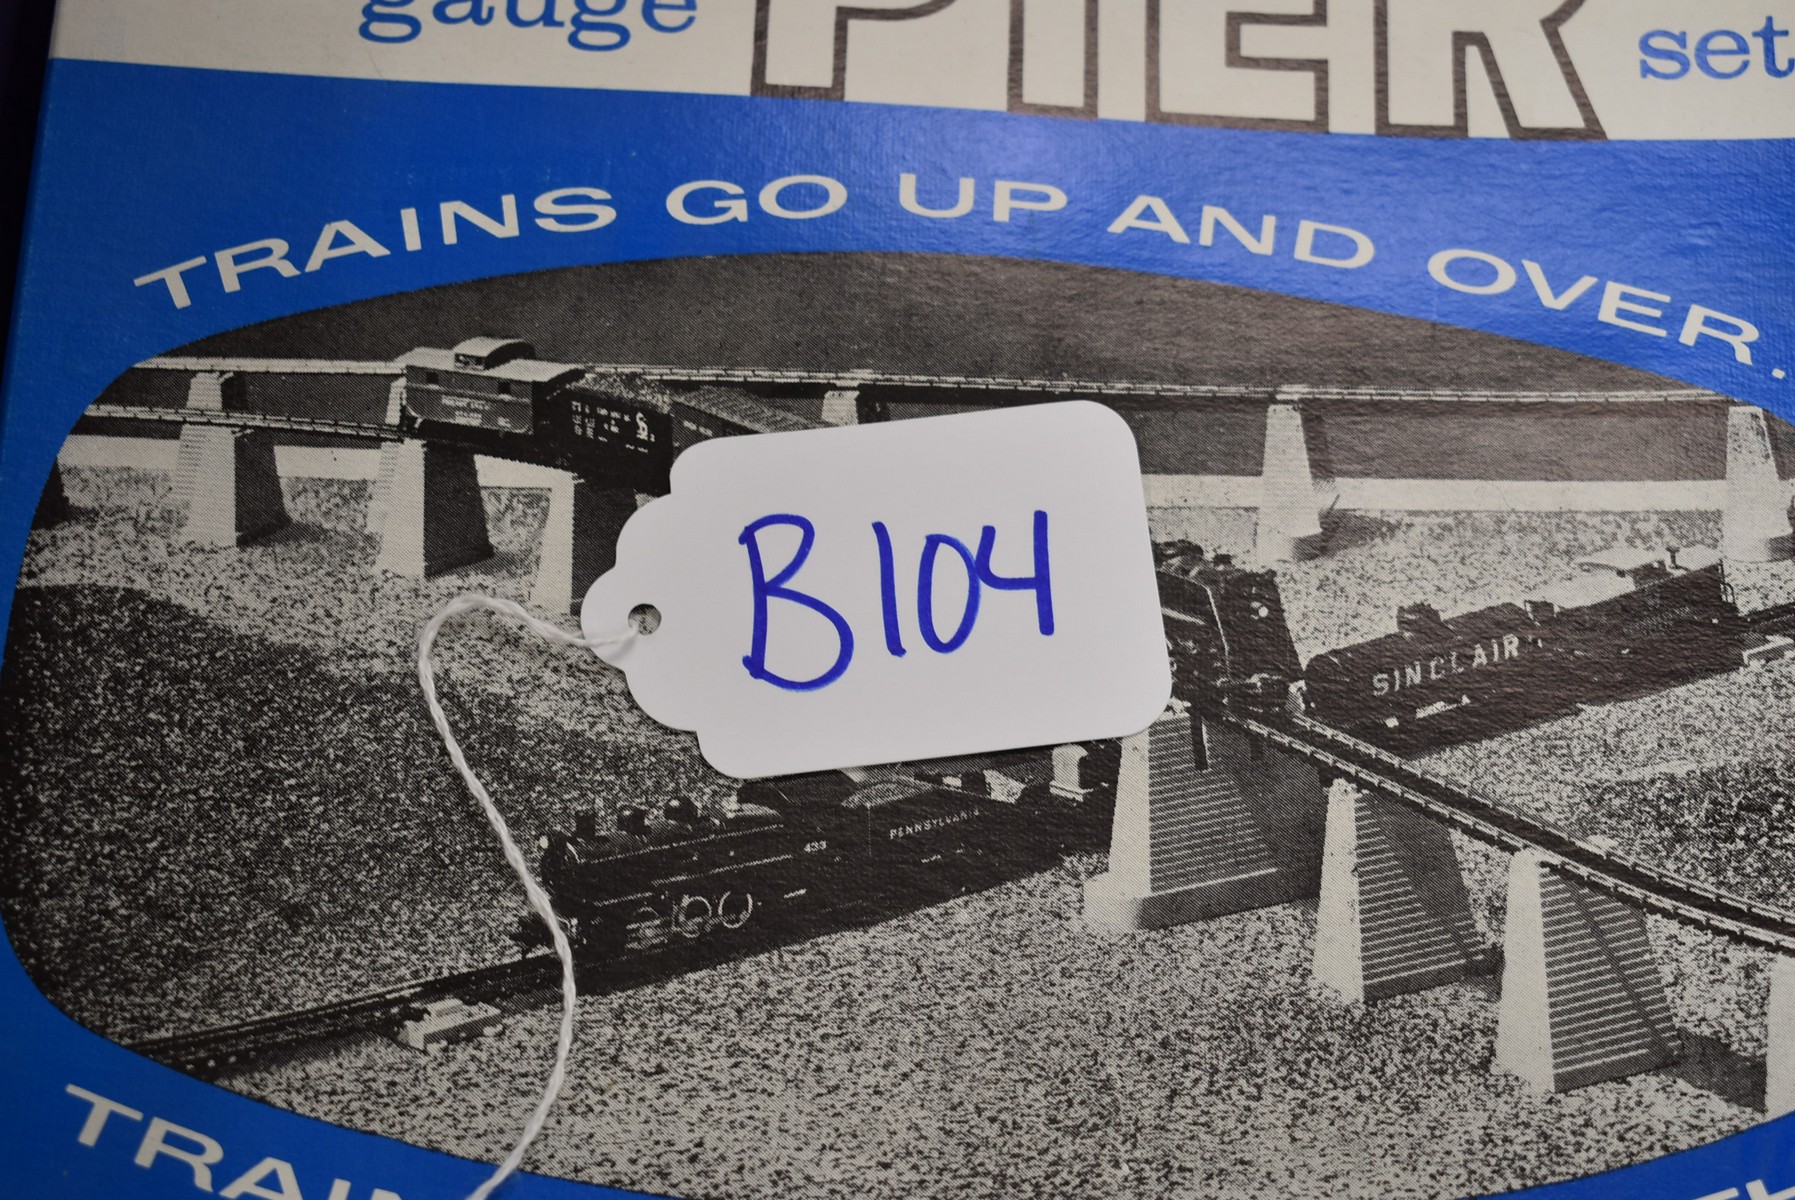 gauge PIER set
TRAINS GO UP AND OVER.
B104
SINCLAIR
PENNSYLVANIA
433